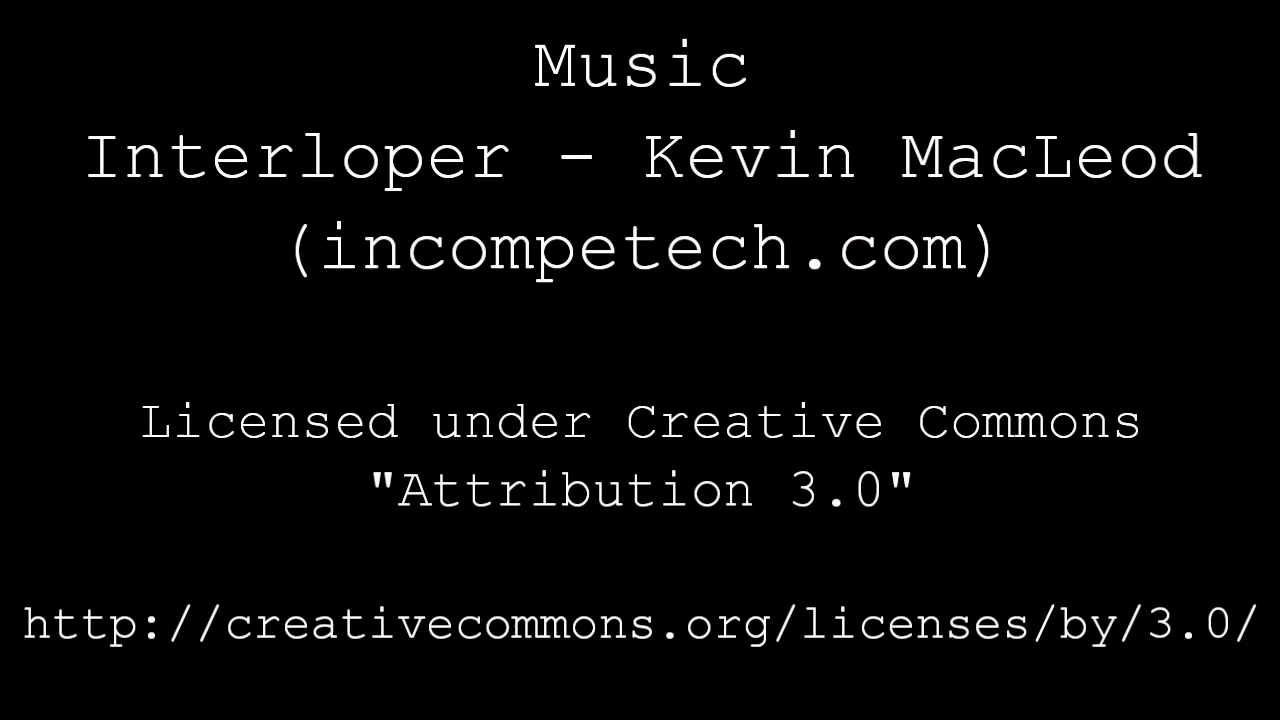 Music
Interloper - Kevin MacLeod
(incompetech.com)
Licensed under Creative Commons
"Attribution 3.0"
http://creativecommons.org/licenses/by/3.0/